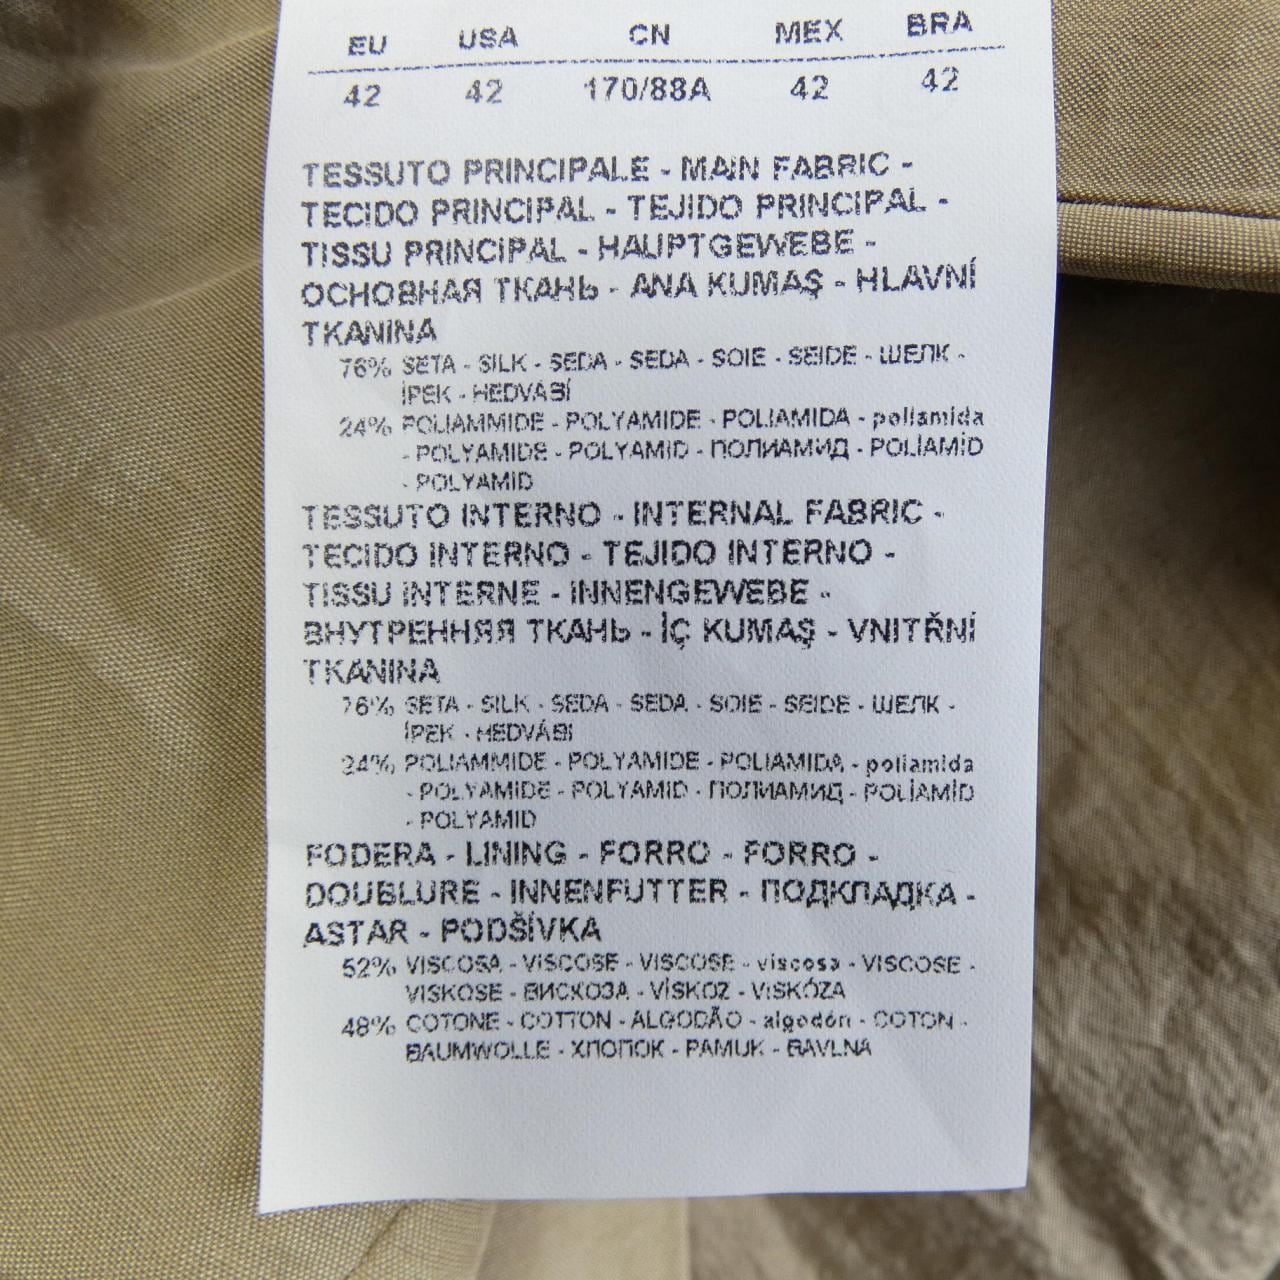 EU USA CN MEX BRA
42 42 170/88A 42 42
TESSUTO PRINCIPALE - MAIN FABRIC -
TECIDO PRINCIPAL - TEJIDO PRINCIPAL -
TISSU PRINCIPAL - HAUPTGEWEBE -
ОСНОВНАЯ ТКАНЬ - ANA KUMAŞ - HLAVNÍ
TKANINA
76% SETA - SILK - SEDA - SEDA - SOIE - SEIDE - ШЕЛК -
İPEK - HEDVÁBÍ
24% POLIAMMIDE - POLYAMIDE - POLIAMIDA - poliamida
- POLYAMIDE - POLYAMID - ПОЛИАМИД - POLİAMİD
- POLYAMID
TESSUTO INTERNO - INTERNAL FABRIC -
TECIDO INTERNO - TEJIDO INTERNO -
TISSU INTERNE - INNENGEWEBE -
ВНУТРЕННЯЯ ТКАНЬ - İÇ KUMAŞ - VNITŘNÍ
TKANINA
76% SETA - SILK - SEDA - SEDA - SOIE - SEIDE - ШЕЛК -
İPEK - HEDVÁBÍ
24% POLIAMMIDE - POLYAMIDE - POLIAMIDA - poliamida
- POLYAMIDE - POLYAMID - ПОЛИАМИД - POLİAMİD
- POLYAMID
FODERA - LINING - FORRO - FORRO -
DOUBLURE - INNENFUTTER - ПОДКЛАДКА -
ASTAR - PODŠÍVKA
52% VISCOSA - VISCOSE - VISCOSE - viscosa - VISCOSE -
VISKOSE - ВИСКОЗА - VİSKOZ - VISKÓZA
48% COTONE - COTTON - ALGODÃO - algodón - COTON -
BAUMWOLLE - ХЛОПОК - PAMUK - BAVLNA